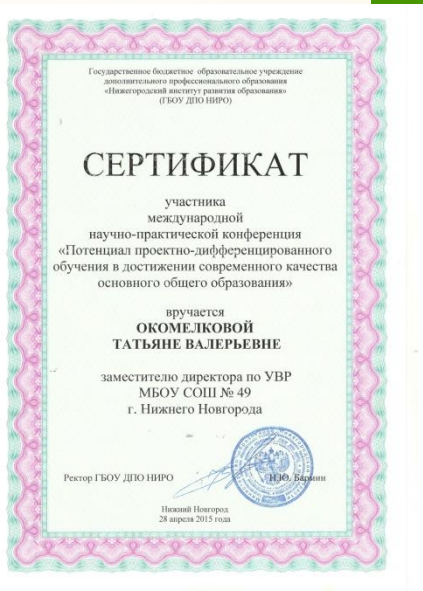 Государственное бюджетное образовательное учреждение
дополнительного профессионального образования
«Нижегородский институт развития образования»
(ГБОУ ДПО НИРО)
СЕРТИФИКАТ
участника
международной
научно-практической конференция
«Потенциал проектно-дифференцированного
обучения в достижении современного качества
основного общего образования»
вручается
ОКОМЕЛКОВОЙ
ТАТЬЯНЕ ВАЛЕРЬЕВНЕ
заместителю директора по УВР
МБОУ СОШ № 49
г. Нижнего Новгорода
Ректор ГБОУ ДПО НИРО
Н.Ю. Бармин
Нижний Новгород
28 апреля 2015 года